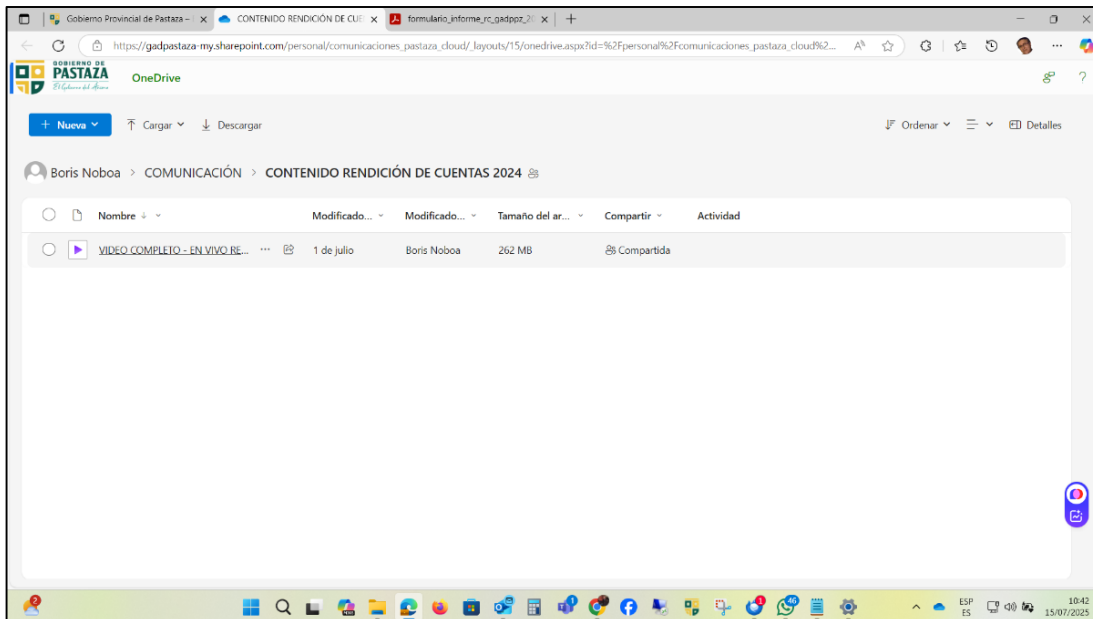 Gobierno Provincial de Pastaza –
CONTENIDO RENDICIÓN DE CUE
formulario_informe_rc_gadppz_20
https://gadpastaza-my.sharepoint.com/personal/comunicaciones_pastaza_cloud/_layouts/15/onedrive.aspx?id=%2Fpersonal%2Fcomunicaciones_pastaza_cloud%2...
GOBIERNO DE
PASTAZA
OneDrive
+ Nueva
Cargar
Descargar
Ordenar
Detalles
Boris Noboa > COMUNICACIÓN > CONTENIDO RENDICIÓN DE CUENTAS 2024
Nombre Modificado... Modificado... Tamaño del ar... Compartir Actividad
VIDEO COMPLETO - EN VIVO RE... 1 de julio Boris Noboa 262 MB Compartida
2
46
ESP
ES
10:42
15/07/2025